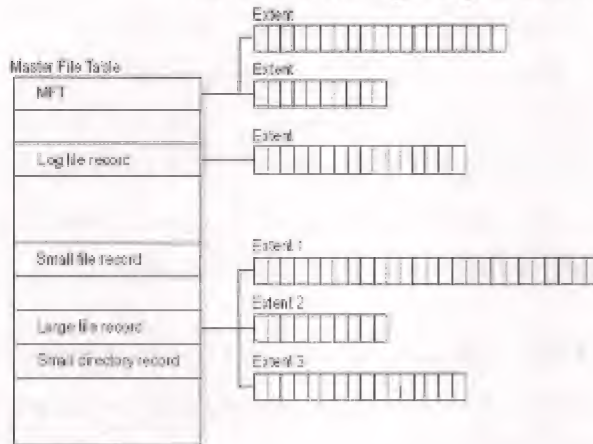 Extent
Master File Table
Extent
MFT
Extent
Log file record
Extent 1
Small file record
Extent 2
Large file record
Small directory record
Extent 3